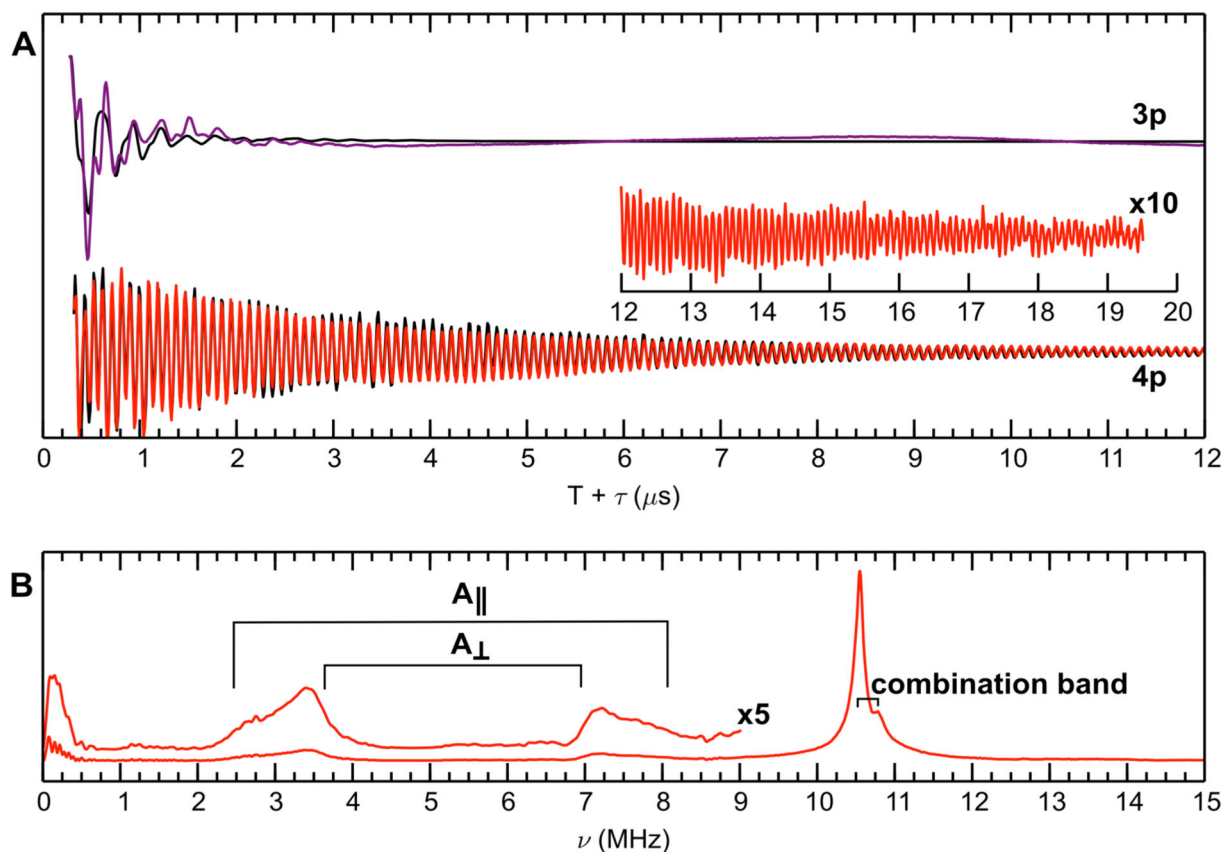 A
3p
x10
12 13 14 15 16 17 18 19 20
4p
0 1 2 3 4 5 6 7 8 9 10 11 12
T + τ (μs)
B
A∥
A⊥
combination band
x5
0 1 2 3 4 5 6 7 8 9 10 11 12 13 14 15
ν (MHz)